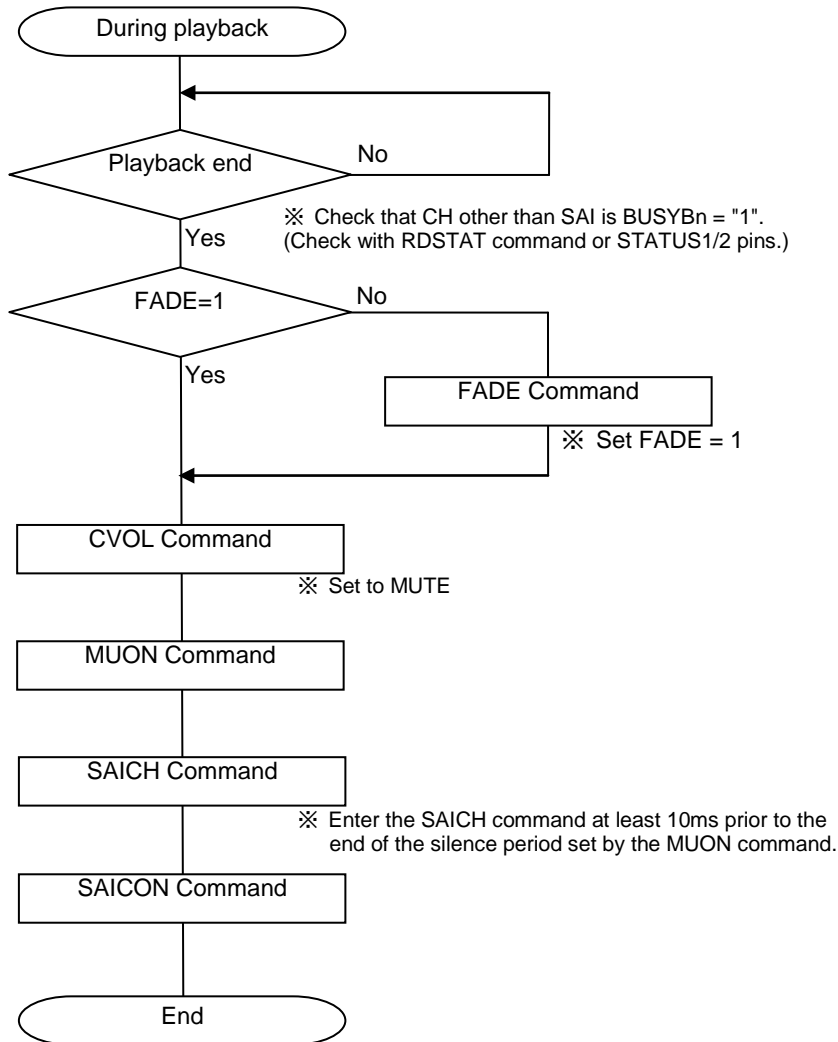 During playback
Playback end
No
※ Check that CH other than SAI is BUSYBn = "1".
(Check with RDSTAT command or STATUS1/2 pins.)
Yes
FADE=1
No
Yes
FADE Command
※ Set FADE = 1
CVOL Command
※ Set to MUTE
MUON Command
SAICH Command
※ Enter the SAICH command at least 10ms prior to the
end of the silence period set by the MUON command.
SAICON Command
End